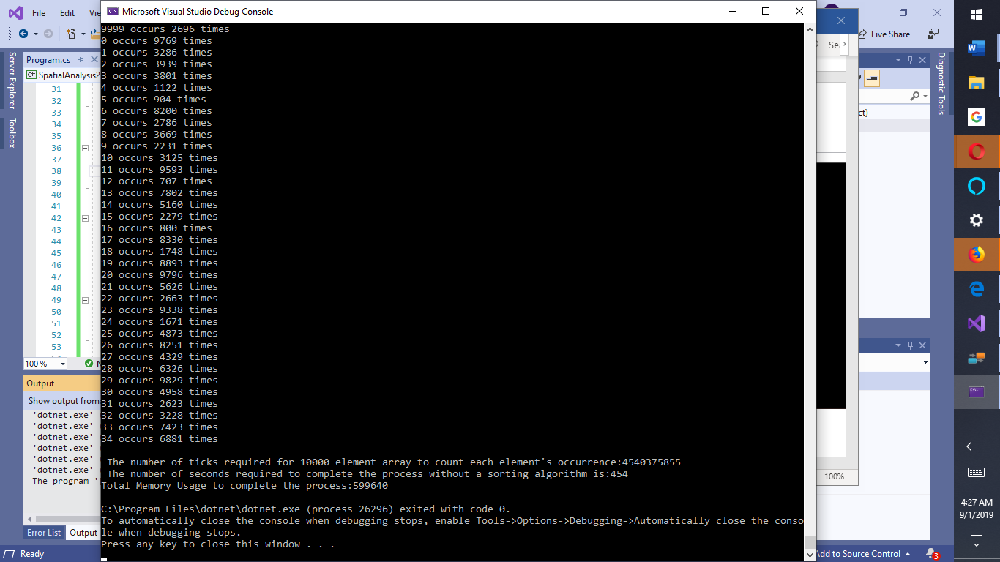 File Edit Vie
Microsoft Visual Studio Debug Console
Live Share
Se
Server Explorer
Toolbox
Program.cs
SpatialAnalysis2
31
32
33
34
35
36
37
38
39
40
41
42
43
44
45
46
47
48
49
50
51
52
53
100 %
Output
Show output from:
'dotnet.exe'
'dotnet.exe'
'dotnet.exe'
'dotnet.exe'
'dotnet.exe'
'dotnet.exe'
The program '
Error List Output
Ready
9999 occurs 2696 times
0 occurs 9769 times
1 occurs 3286 times
2 occurs 3939 times
3 occurs 3801 times
4 occurs 1122 times
5 occurs 904 times
6 occurs 8200 times
7 occurs 2786 times
8 occurs 3669 times
9 occurs 2231 times
10 occurs 3125 times
11 occurs 9593 times
12 occurs 707 times
13 occurs 7802 times
14 occurs 5160 times
15 occurs 2279 times
16 occurs 800 times
17 occurs 8330 times
18 occurs 1748 times
19 occurs 8893 times
20 occurs 9796 times
21 occurs 5626 times
22 occurs 2663 times
23 occurs 9338 times
24 occurs 1671 times
25 occurs 4873 times
26 occurs 8251 times
27 occurs 4329 times
28 occurs 6326 times
29 occurs 9829 times
30 occurs 4958 times
31 occurs 2623 times
32 occurs 3228 times
33 occurs 7423 times
34 occurs 6881 times
The number of ticks required for 10000 element array to count each element's occurrence:4540375855
The number of seconds required to complete the process without a sorting algorithm is:454
Total Memory Usage to complete the process:599640
C:\Program Files\dotnet\dotnet.exe (process 26296) exited with code 0.
To automatically close the console when debugging stops, enable Tools->Options->Debugging->Automatically close the conso
le when debugging stops.
Press any key to close this window . . .
Diagnostic Tools
ct)
100%
Add to Source Control
3
4:27 AM
9/1/2019